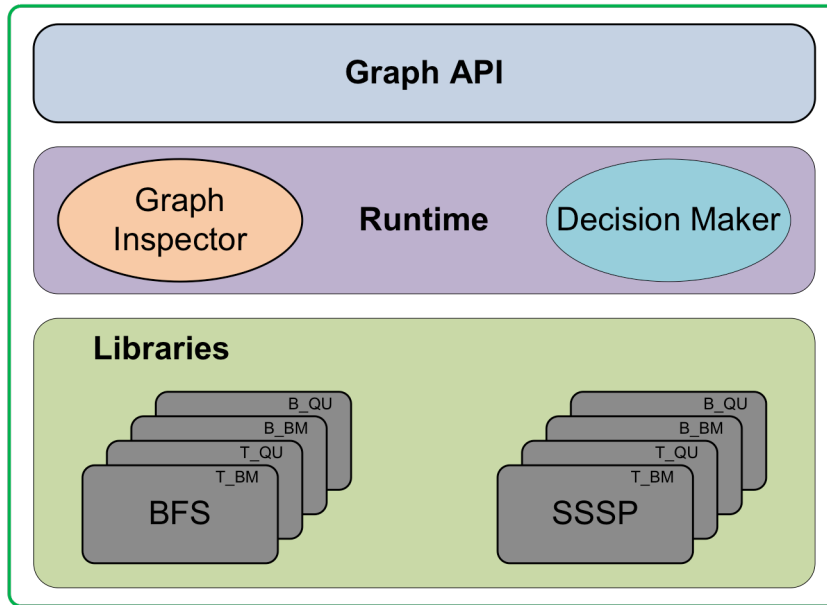 Graph API
Graph
Inspector
Runtime
Decision Maker
Libraries
B_QU
B_BM
T_QU
T_BM
BFS
B_QU
B_BM
T_QU
T_BM
SSSP